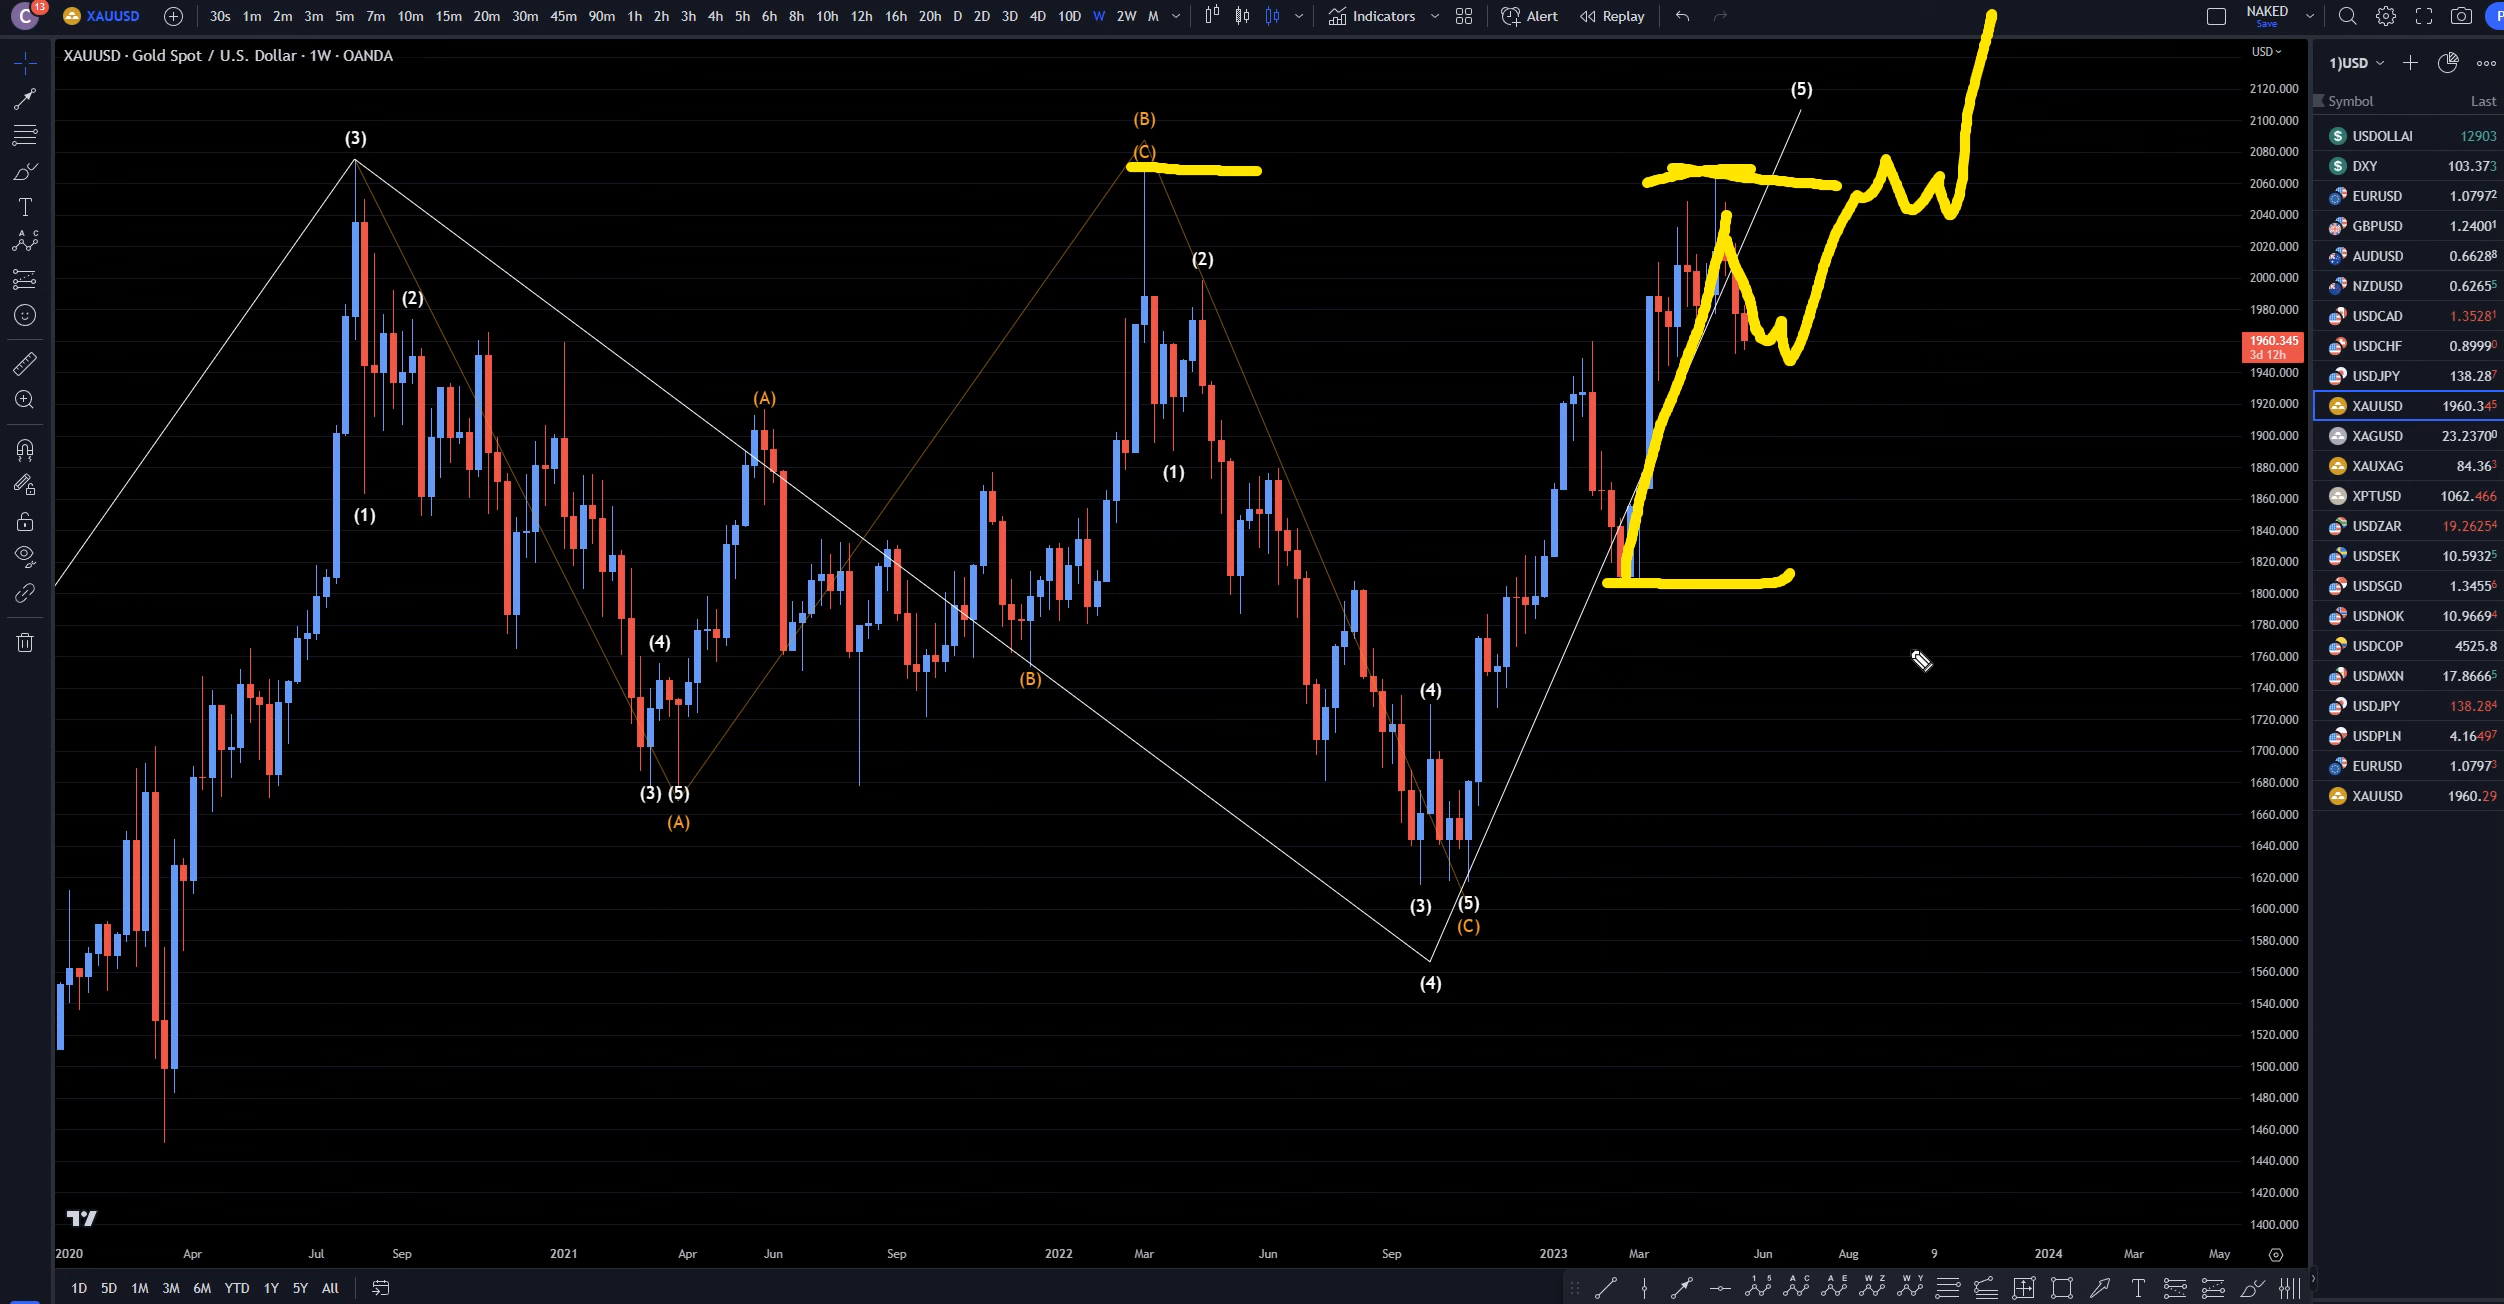 C 13 XAUUSD 30s 1m 2m 3m 5m 7m 10m 15m 20m 30m 45m 90m 1h 2h 3h 4h 5h 6h 8h 10h 12h 16h 20h D 2D 3D 4D 10D W 2W M Indicators Alert Replay NAKED
Save
XAUUSD · Gold Spot / U.S. Dollar · 1W · OANDA
USD
2120.000
2100.000
2080.000
2060.000
2040.000
2020.000
2000.000
1980.000
1960.345
3d 12h
1940.000
1920.000
1900.000
1880.000
1860.000
1840.000
1820.000
1800.000
1780.000
1760.000
1740.000
1720.000
1700.000
1680.000
1660.000
1640.000
1620.000
1600.000
1580.000
1560.000
1540.000
1520.000
1500.000
1480.000
1460.000
1440.000
1420.000
1400.000
(5)
(B)
(3)
(C)
(2)
(2)
(A)
(1)
(1)
(4)
(B)
(4)
(3) (5)
(A)
(3)
(5)
(C)
(4)
2020 Apr Jul Sep 2021 Apr Jun Sep 2022 Mar Jun Sep 2023 Mar Jun Aug 9 2024 Mar May
1D 5D 1M 3M 6M YTD 1Y 5Y All
1)USD
Symbol Last
USDOLLAI 12903
DXY 103.373
EURUSD 1.07972
GBPUSD 1.24001
AUDUSD 0.66288
NZDUSD 0.62655
USDCAD 1.35281
USDCHF 0.89990
USDJPY 138.287
XAUUSD 1960.345
XAGUSD 23.23700
XAUXAG 84.363
XPTUSD 1062.466
USDZAR 19.26254
USDSEK 10.59325
USDSGD 1.34556
USDNOK 10.96694
USDCOP 4525.8
USDMXN 17.86665
USDJPY 138.284
USDPLN 4.16497
EURUSD 1.07973
XAUUSD 1960.29